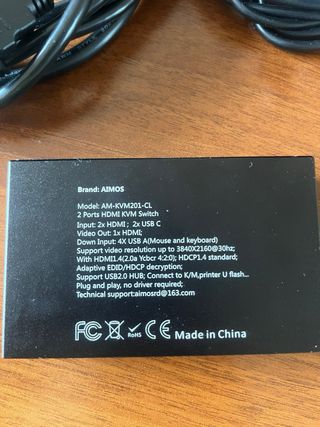 Brand: AIMOS
Model: AM-KVM201-CL
2 Ports HDMI KVM Switch
Input: 2x HDMI ; 2x USB C
Video Out: 1x HDMI;
Down Input: 4X USB A(Mouse and keyboard)
Support video resolution up to 3840X2160@30hz;
With HDMI1.4(2.0a Ycbcr 4:2:0); HDCP1.4 standard;
Adaptive EDID/HDCP decryption;
Support USB2.0 HUB; Connect to K/M,printer U flash...
Plug and play, no driver required;
Technical support:aimosrd@163.com
FC RoHS CE Made in China